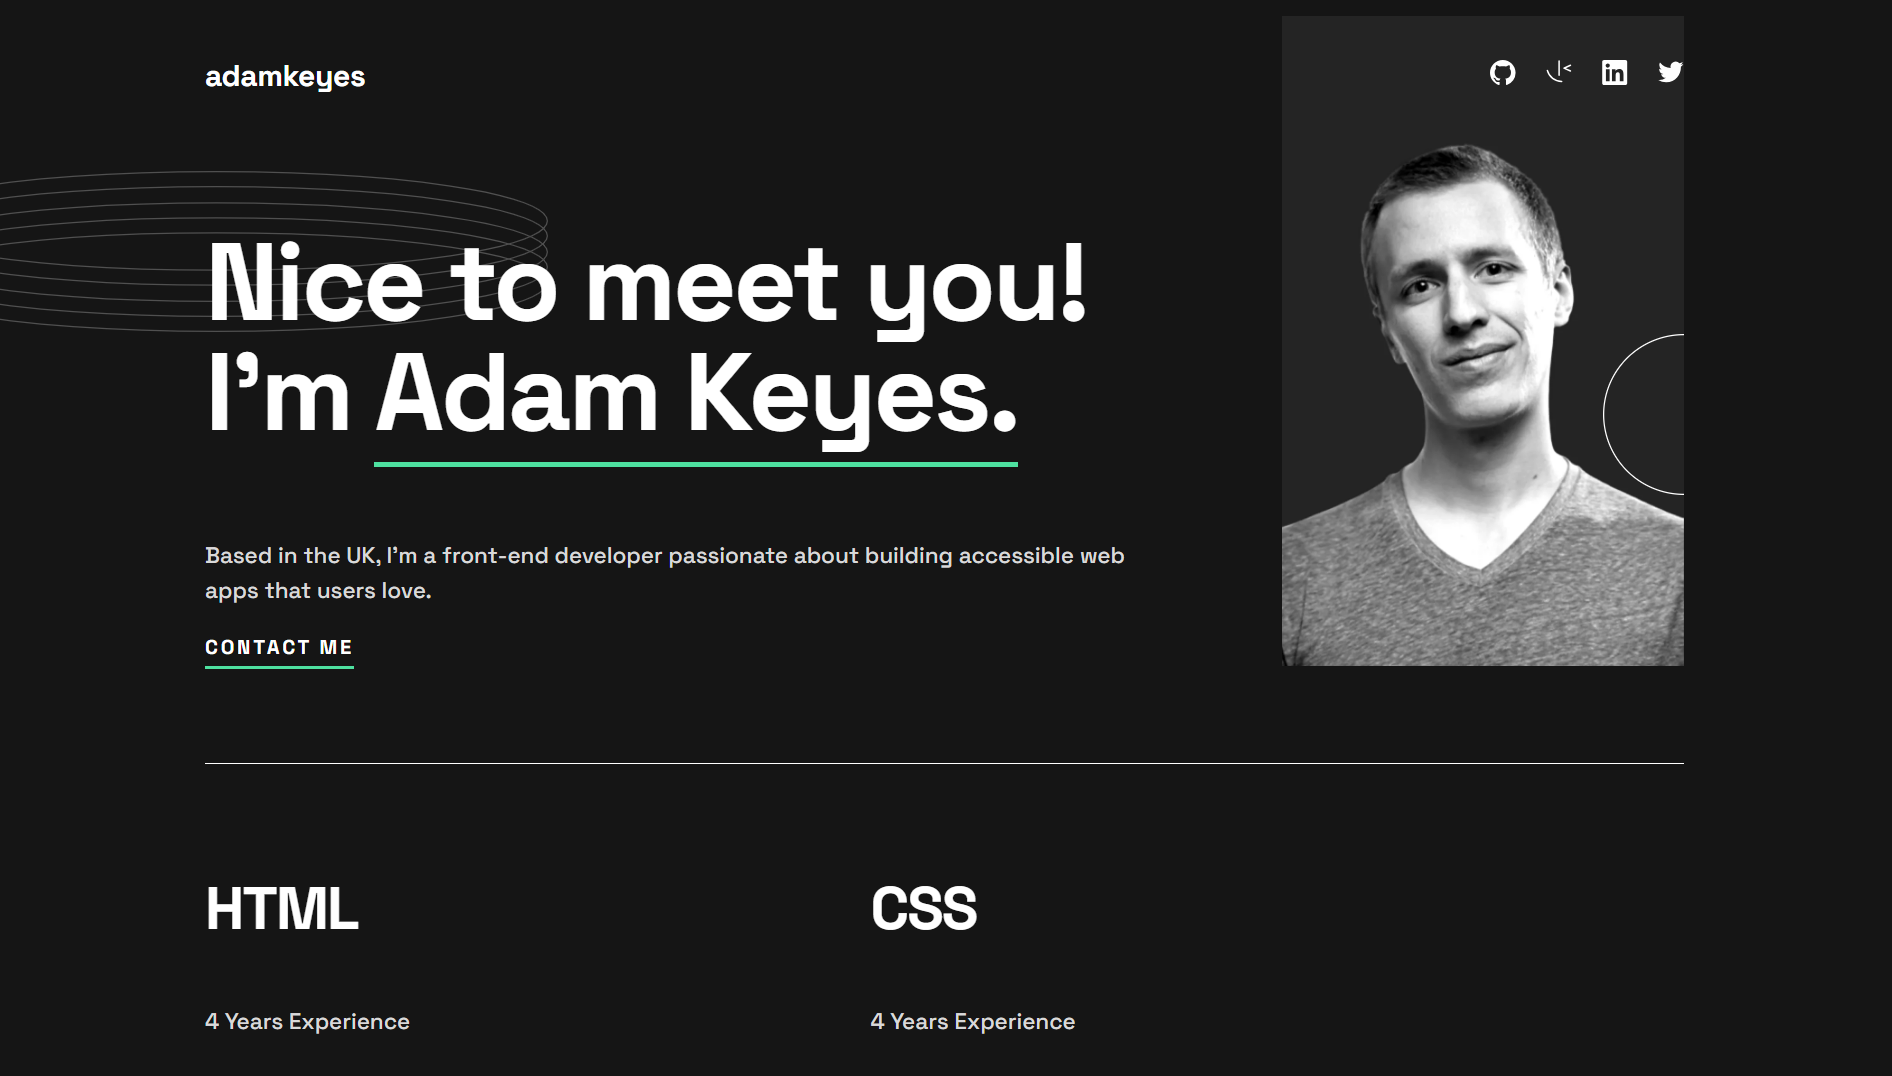 adamkeyes
Nice to meet you!
I’m Adam Keyes.
Based in the UK, I’m a front-end developer passionate about building accessible web
apps that users love.
CONTACT ME
HTML
CSS
4 Years Experience
4 Years Experience